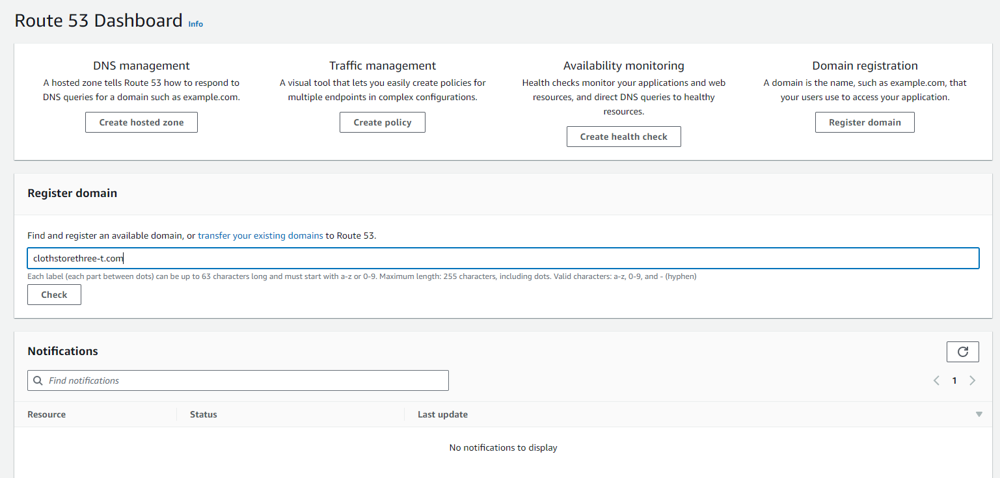 Route 53 Dashboard Info
DNS management
A hosted zone tells Route 53 how to respond to
DNS queries for a domain such as example.com.
Create hosted zone
Traffic management
A visual tool that lets you easily create policies for
multiple endpoints in complex configurations.
Create policy
Availability monitoring
Health checks monitor your applications and web
resources, and direct DNS queries to healthy
resources.
Create health check
Domain registration
A domain is the name, such as example.com, that
your users use to access your application.
Register domain
Register domain
Find and register an available domain, or transfer your existing domains to Route 53.
clothstorethree-t.com
Each label (each part between dots) can be up to 63 characters long and must start with a-z or 0-9. Maximum length: 255 characters, including dots. Valid characters: a-z, 0-9, and - (hyphen)
Check
Notifications
Find notifications
1
Resource Status Last update
No notifications to display